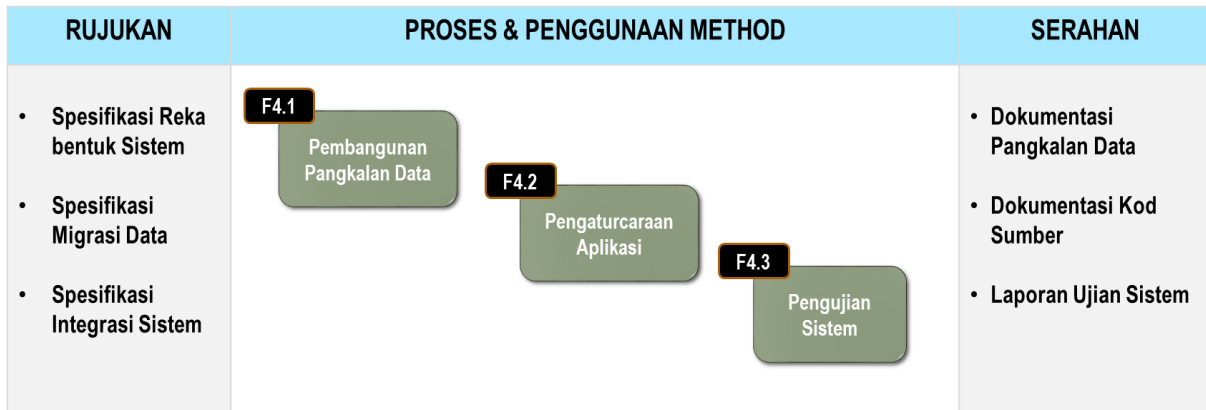 RUJUKAN
PROSES & PENGGUNAAN METHOD
SERAHAN
• Spesifikasi Reka
bentuk Sistem
• Spesifikasi
Migrasi Data
• Spesifikasi
Integrasi Sistem
F4.1
Pembangunan
Pangkalan Data
F4.2
Pengaturcaraan
Aplikasi
F4.3
Pengujian
Sistem
• Dokumentasi
Pangkalan Data
• Dokumentasi Kod
Sumber
• Laporan Ujian Sistem